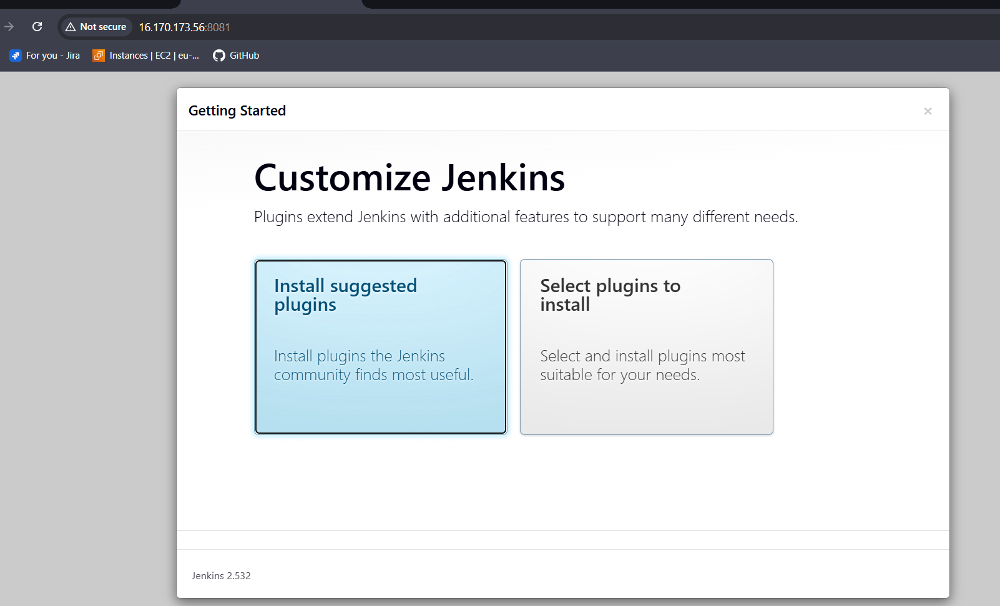 Not secure
16.170.173.56:8081
For you - Jira
Instances | EC2 | eu-...
GitHub
Getting Started
×
Customize Jenkins
Plugins extend Jenkins with additional features to support many different needs.
Install suggested
plugins
Install plugins the Jenkins
community finds most useful.
Select plugins to
install
Select and install plugins most
suitable for your needs.
Jenkins 2.532